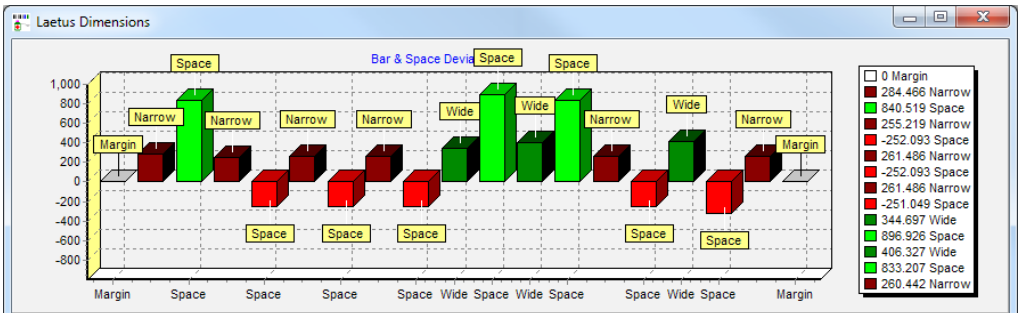 Laetus Dimensions
Bar & Space Devia
Space
Space
Space
Wide
Wide
Wide
Narrow
Narrow
Narrow
Narrow
Narrow
Narrow
Margin
Margin
Space
Space
Space
Space
Space
1,000
800
600
400
200
0
-200
-400
-600
-800
Margin Space Space Space Space Wide Space Wide Space Space Wide Space Margin
0 Margin
284.466 Narrow
840.519 Space
255.219 Narrow
-252.093 Space
261.486 Narrow
-252.093 Space
261.486 Narrow
-251.049 Space
344.697 Wide
896.926 Space
406.327 Wide
833.207 Space
260.442 Narrow